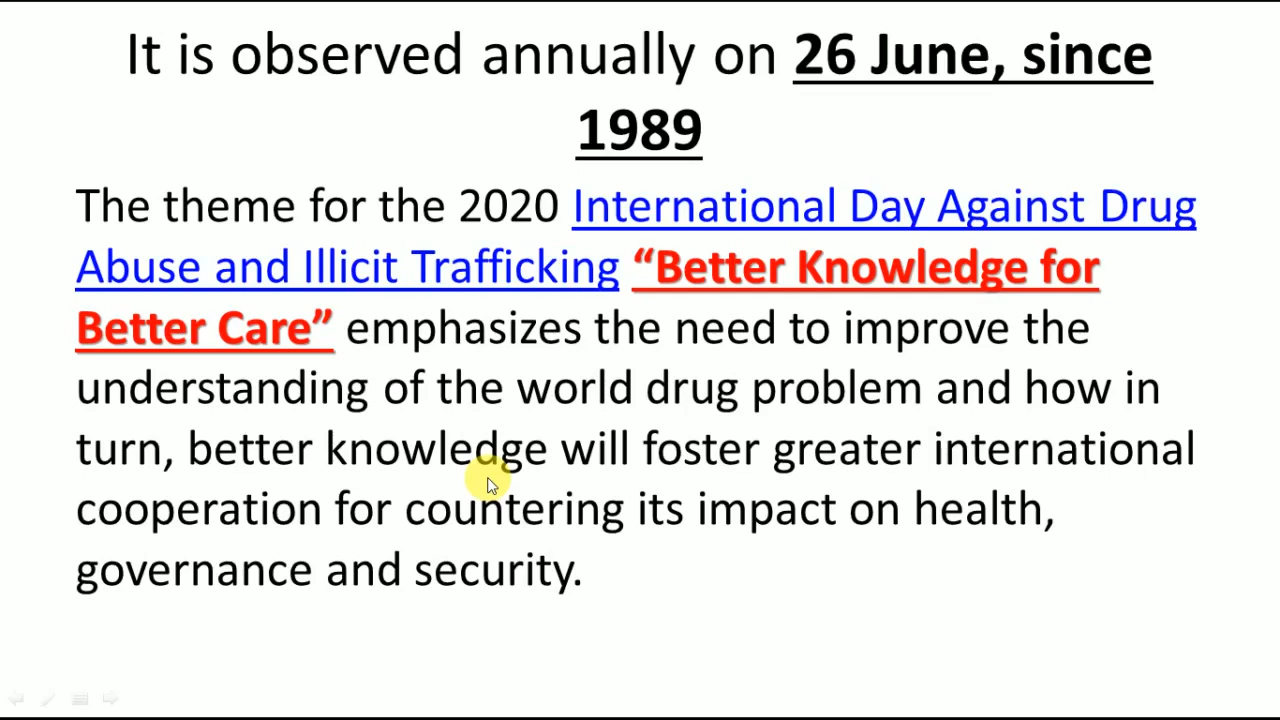 It is observed annually on 26 June, since
1989
The theme for the 2020 International Day Against Drug
Abuse and Illicit Trafficking “Better Knowledge for
Better Care” emphasizes the need to improve the
understanding of the world drug problem and how in
turn, better knowledge will foster greater international
cooperation for countering its impact on health,
governance and security.